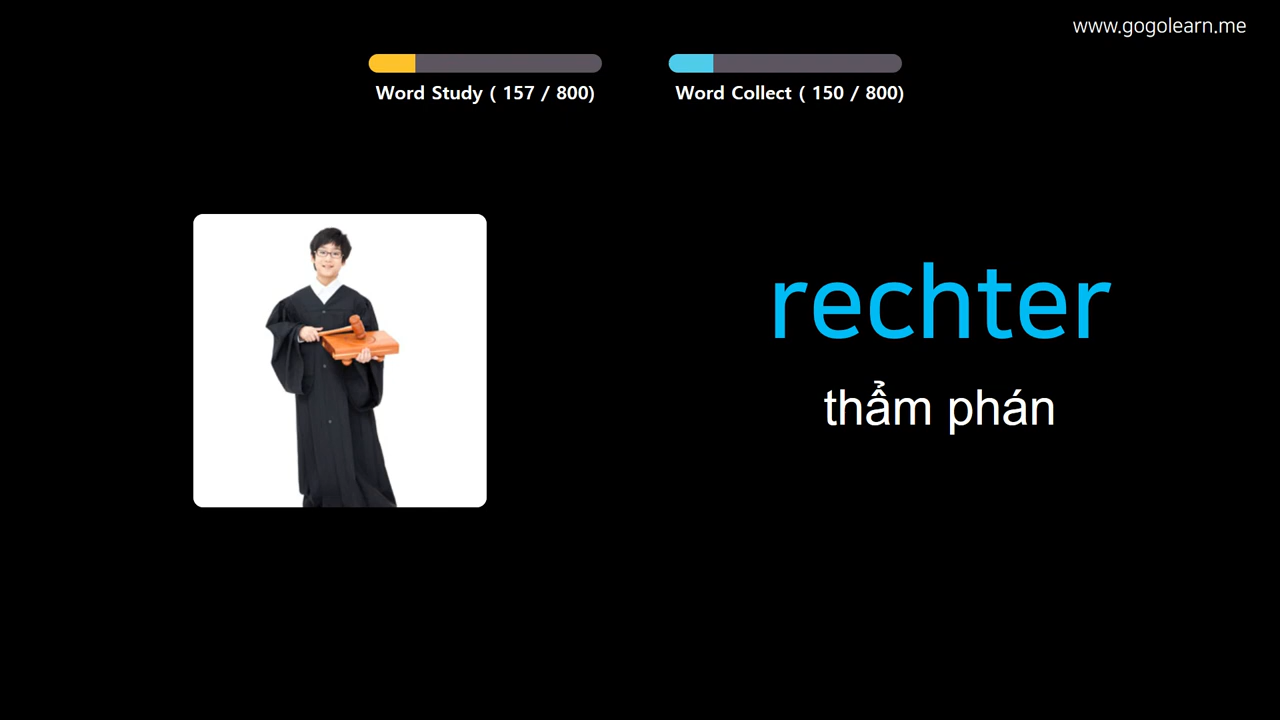 www.gogolearn.me
Word Study ( 157 / 800)
Word Collect ( 150 / 800)
rechter
thẩm phán